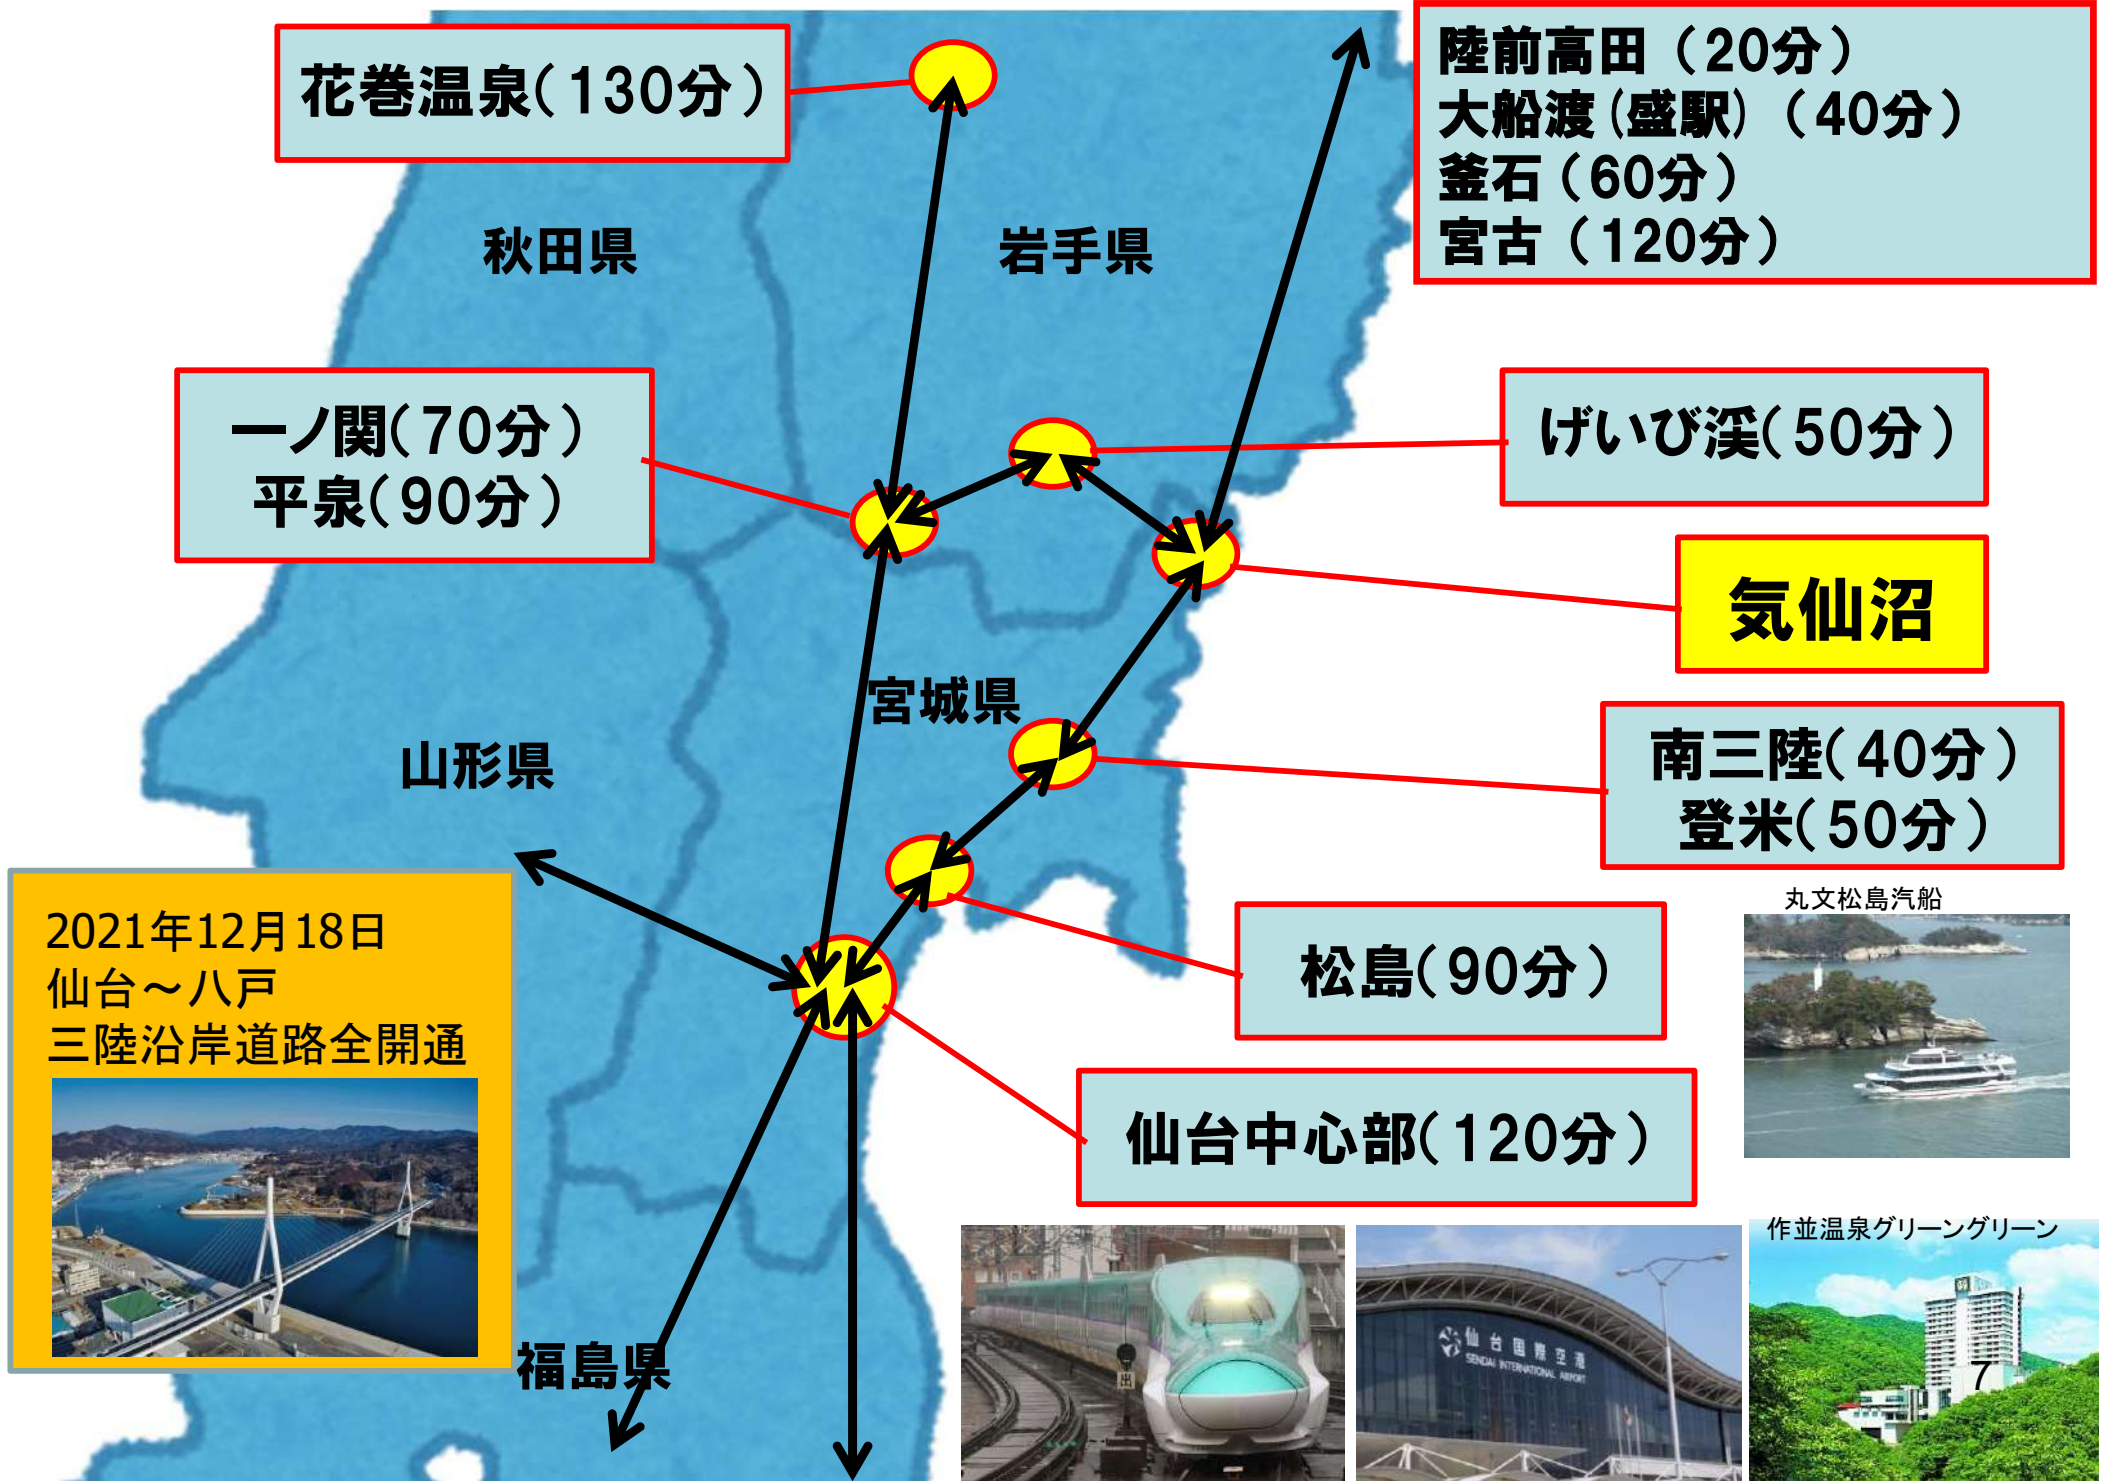 花巻温泉(130分)
陸前高田（20分）
大船渡(盛駅)（40分）
釜石（60分）
宮古（120分）
秋田県
岩手県
一ノ関(70分)
平泉(90分)
げいび渓(50分)
気仙沼
宮城県
山形県
南三陸(40分)
登米(50分)
2021年12月18日
仙台～八戸
三陸沿岸道路全開通
松島(90分)
丸文松島汽船
仙台中心部(120分)
福島県
出
仙台国際空港
SENDAI INTERNATIONAL AIRPORT
作並温泉グリーングリーン
7